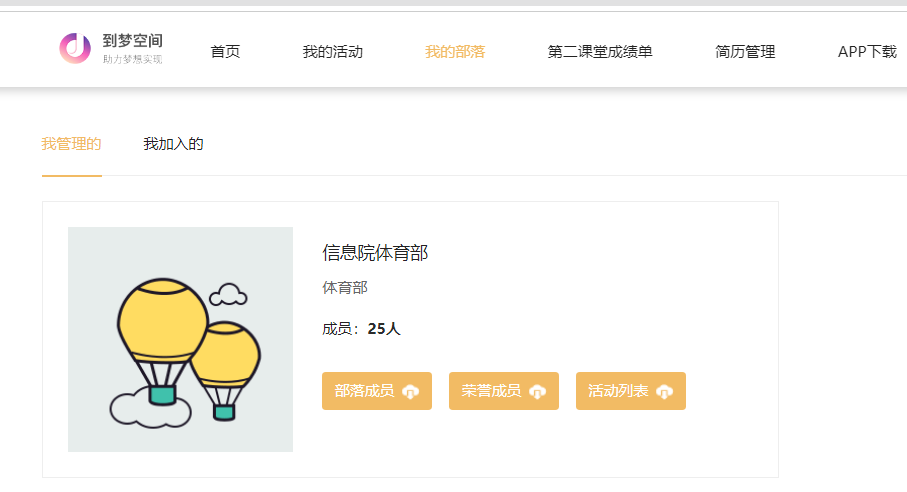 到梦空间
助力梦想实现
首页 我的活动 我的部落 第二课堂成绩单 简历管理 APP下载
我管理的 我加入的
信息院体育部
体育部
成员：25人
部落成员 荣誉成员 活动列表